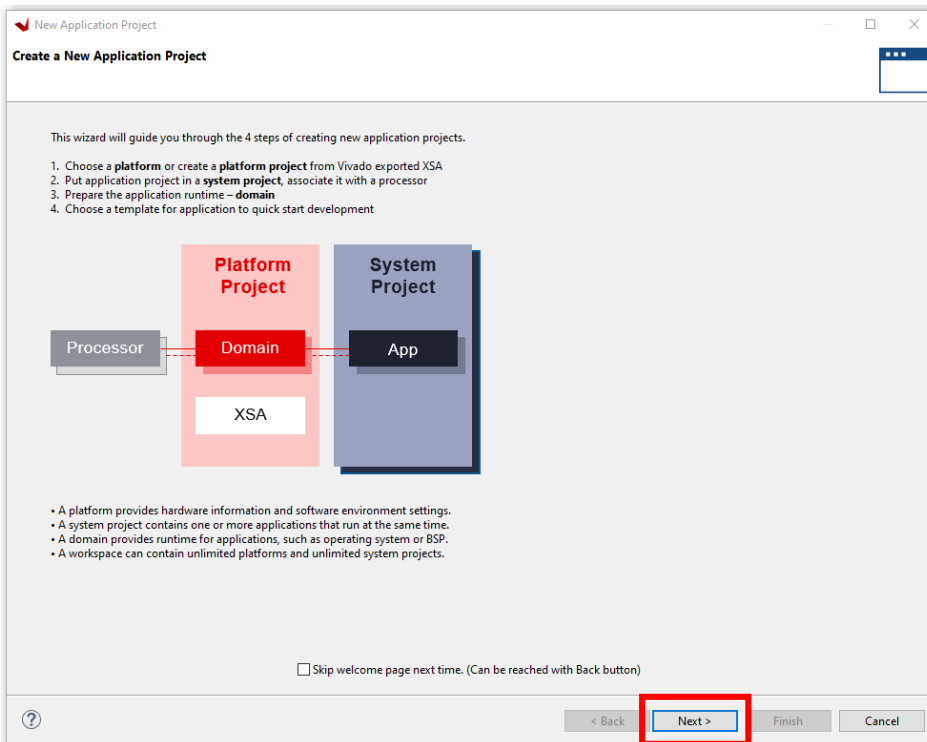 New Application Project
Create a New Application Project
This wizard will guide you through the 4 steps of creating new application projects.
1. Choose a platform or create a platform project from Vivado exported XSA
2. Put application project in a system project, associate it with a processor
3. Prepare the application runtime – domain
4. Choose a template for application to quick start development
Platform
Project
System
Project
Processor
Domain
App
XSA
• A platform provides hardware information and software environment settings.
• A system project contains one or more applications that run at the same time.
• A domain provides runtime for applications, such as operating system or BSP.
• A workspace can contain unlimited platforms and unlimited system projects.
Skip welcome page next time. (Can be reached with Back button)
?
< Back
Next >
Finish
Cancel